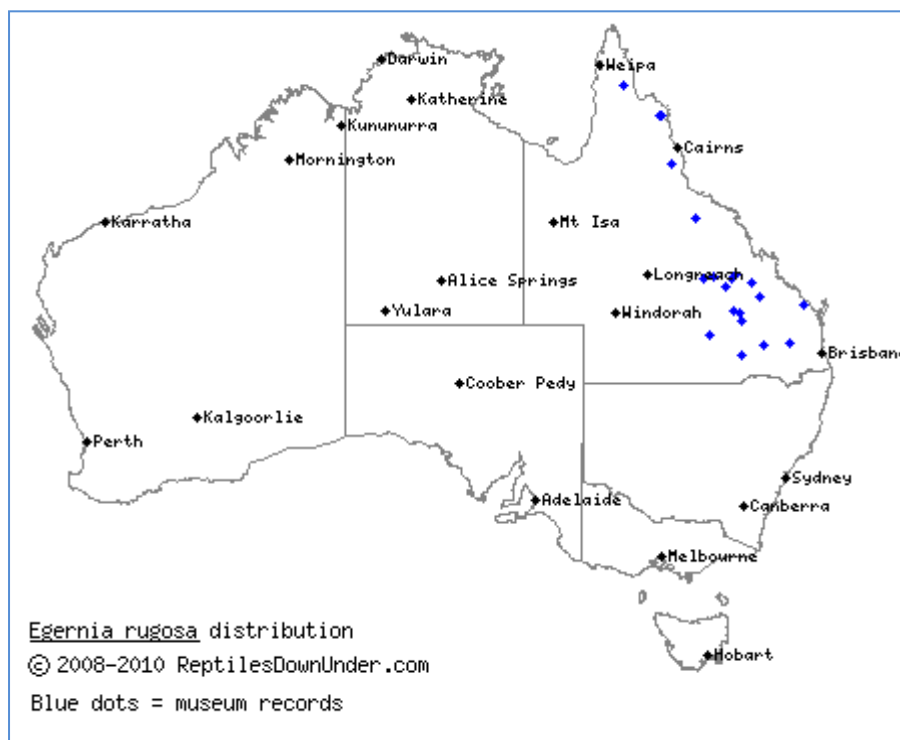 Darwin
Weipa
Katherine
Kununurra
Cairns
Mornington
Karratha
Mt Isa
Longreach
Alice Springs
Yulara
Windorah
Brisbane
Coober Pedy
Kalgoorlie
Perth
Sydney
Adelaide
Canberra
Melbourne
Egernia rugosa distribution
© 2008-2010 ReptilesDownUnder.com
Hobart
Blue dots = museum records